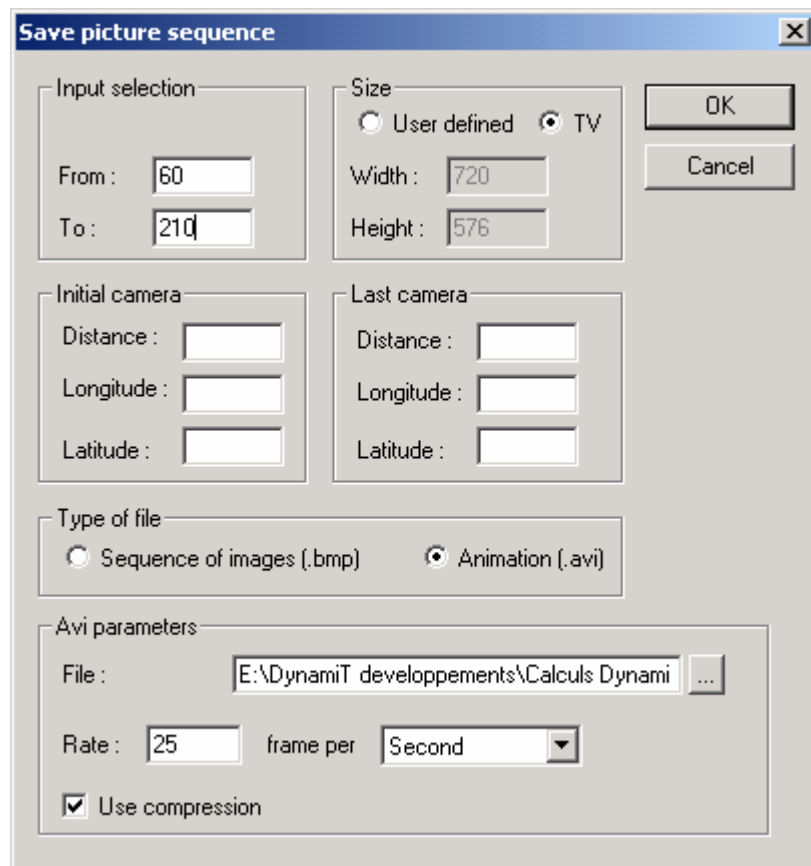 Save picture sequence
Input selection
From : 60
To : 210
Size
User defined TV
Width : 720
Height : 576
OK
Cancel
Initial camera
Distance :
Longitude :
Latitude :
Last camera
Distance :
Longitude :
Latitude :
Type of file
Sequence of images (.bmp) Animation (.avi)
Avi parameters
File : E:\DynamiT developpements\Calculs Dynami ...
Rate : 25 frame per Second
Use compression